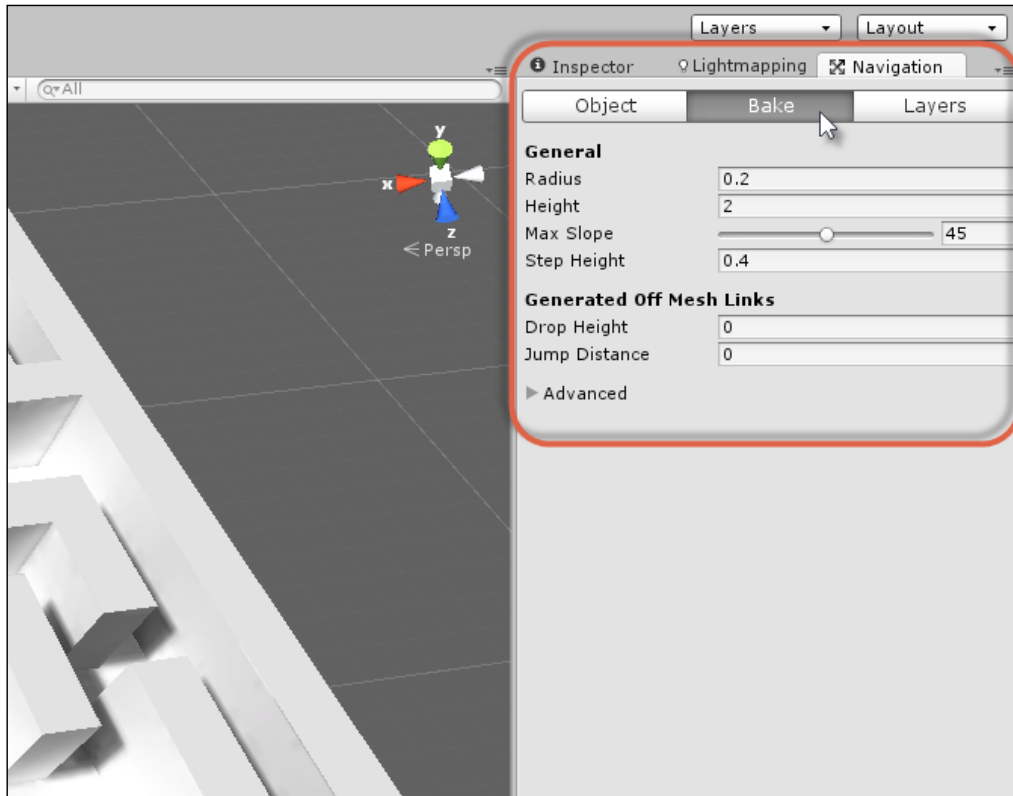 Layers Layout
Inspector Lightmapping Navigation
All
Object Bake Layers
y
x
z
Persp
General
Radius 0.2
Height 2
Max Slope 45
Step Height 0.4
Generated Off Mesh Links
Drop Height 0
Jump Distance 0
Advanced